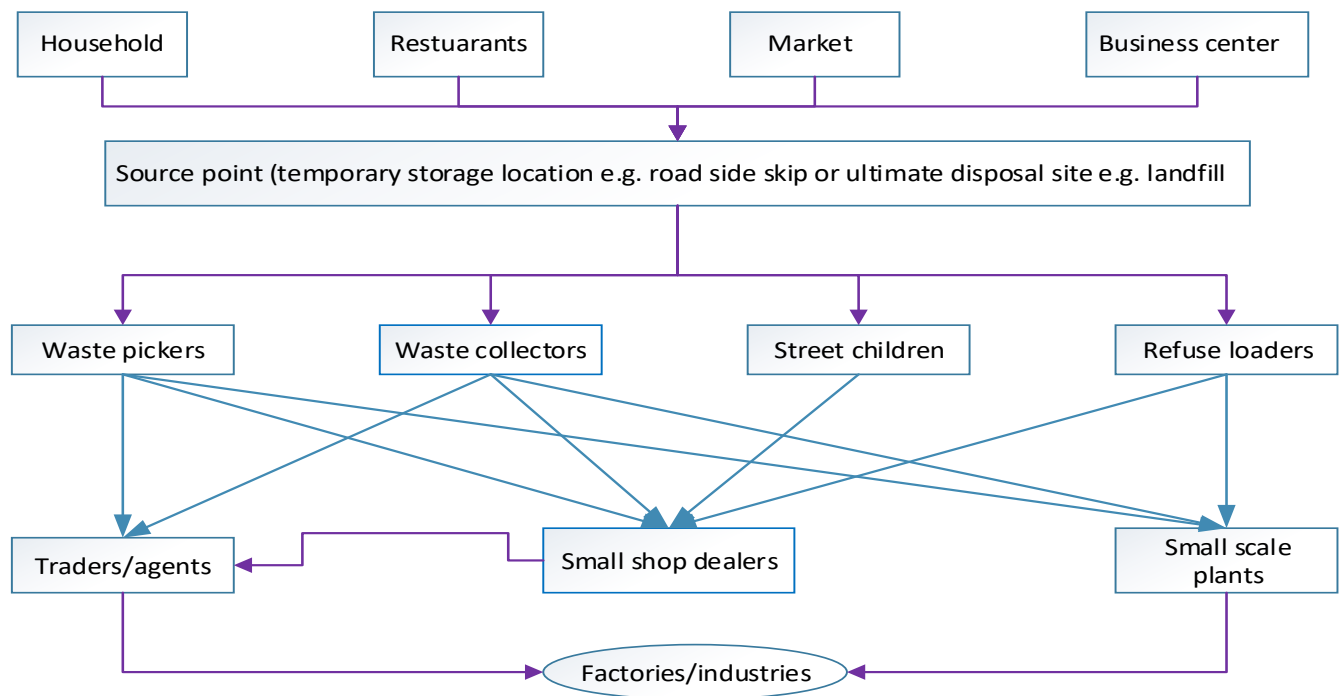 Household
Restuarants
Market
Business center
Source point (temporary storage location e.g. road side skip or ultimate disposal site e.g. landfill
Waste pickers
Waste collectors
Street children
Refuse loaders
Traders/agents
Small shop dealers
Small scale
plants
Factories/industries